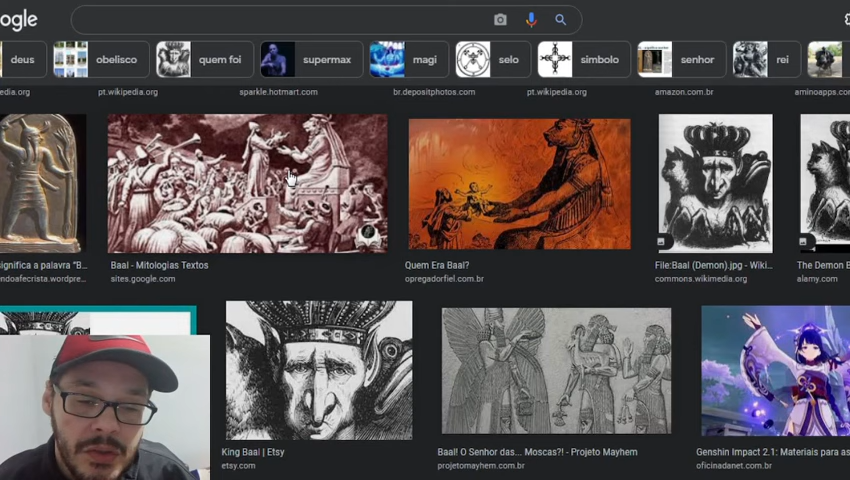 ogle
deus
obelisco
quem foi
supermax
magi
selo
simbolo
senhor
rei
edia.org
pt.wikipedia.org
sparkle.hotmart.com
br.depositphotos.com
pt.wikipedia.org
amazon.com.br
aminoapps.com
significa a palavra "B...
Baal - Mitologias Textos
Quem Era Baal?
File:Baal (Demon).jpg - Wiki...
The Demon B
ndoafecrista.wordpre...
sites.google.com
opregadorfiel.com.br
commons.wikimedia.org
alamy.com
King Baal | Etsy
Baal! O Senhor das... Moscas?! - Projeto Mayhem
Genshin Impact 2.1: Materiais para as
etsy.com
projetomayhem.com.br
oficinadanet.com.br